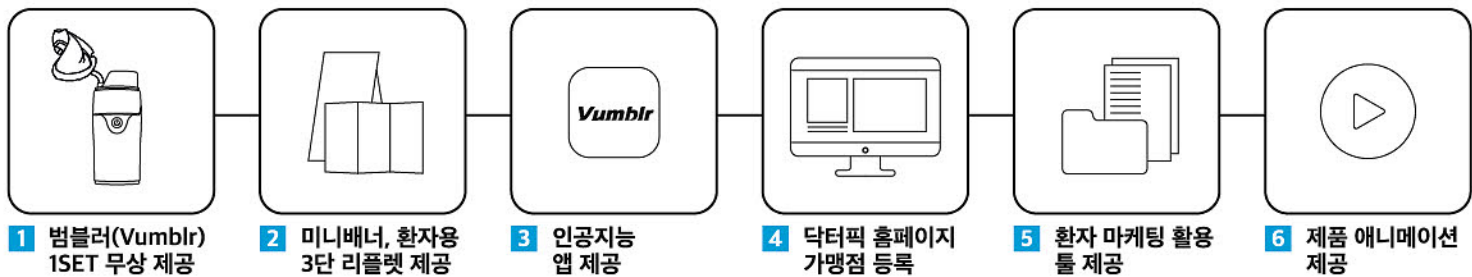 Vumblr
1 범블러(Vumblr)
1SET 무상 제공
2 미니배너, 환자용
3단 리플렛 제공
3 인공지능
앱 제공
4 닥터픽 홈페이지
가맹점 등록
5 환자 마케팅 활용
툴 제공
6 제품 애니메이션
제공